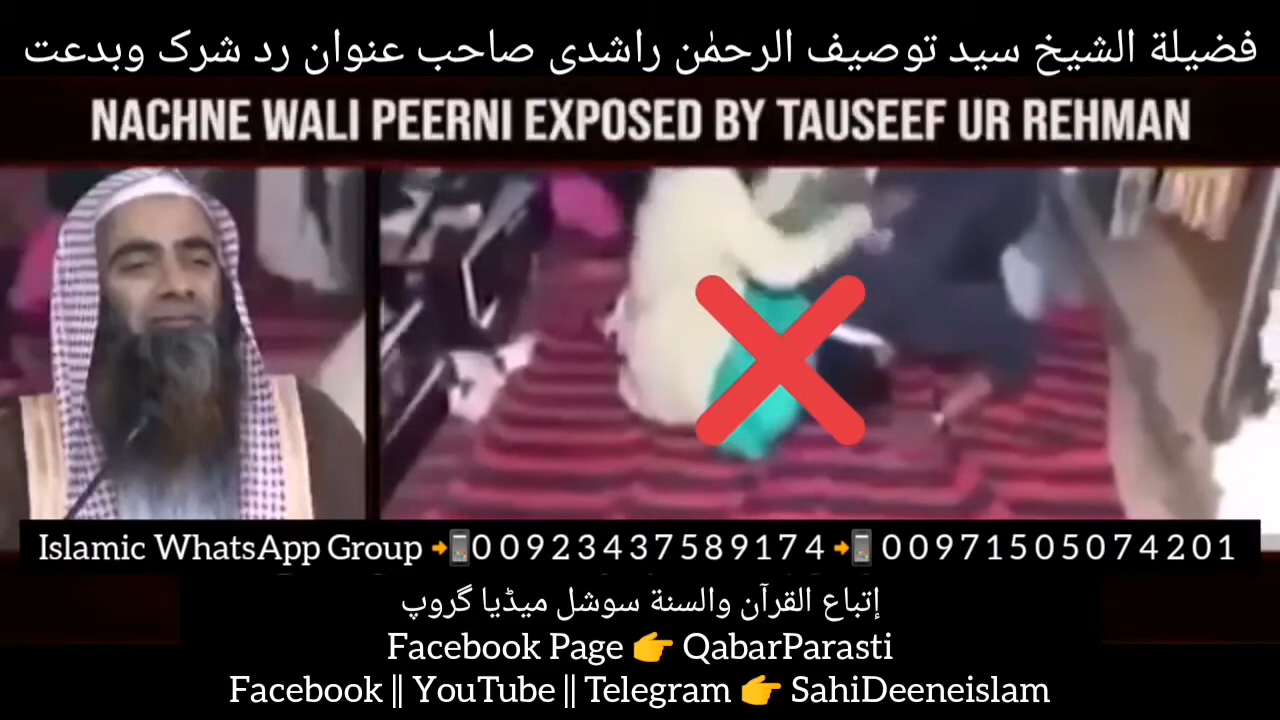 فضیلة الشیخ سید توصیف الرحمٰن راشدی صاحب عنوان رد شرک وبدعت
NACHNE WALI PEERNI EXPOSED BY TAUSEEF UR REHMAN
Islamic WhatsApp Group ➝📲00923437589174➝📲00971505074201
إتباع القرآن والسنة سوشل میڈیا گروپ
Facebook Page 👉 QabarParasti
Facebook || YouTube || Telegram 👉 SahiDeeneislam